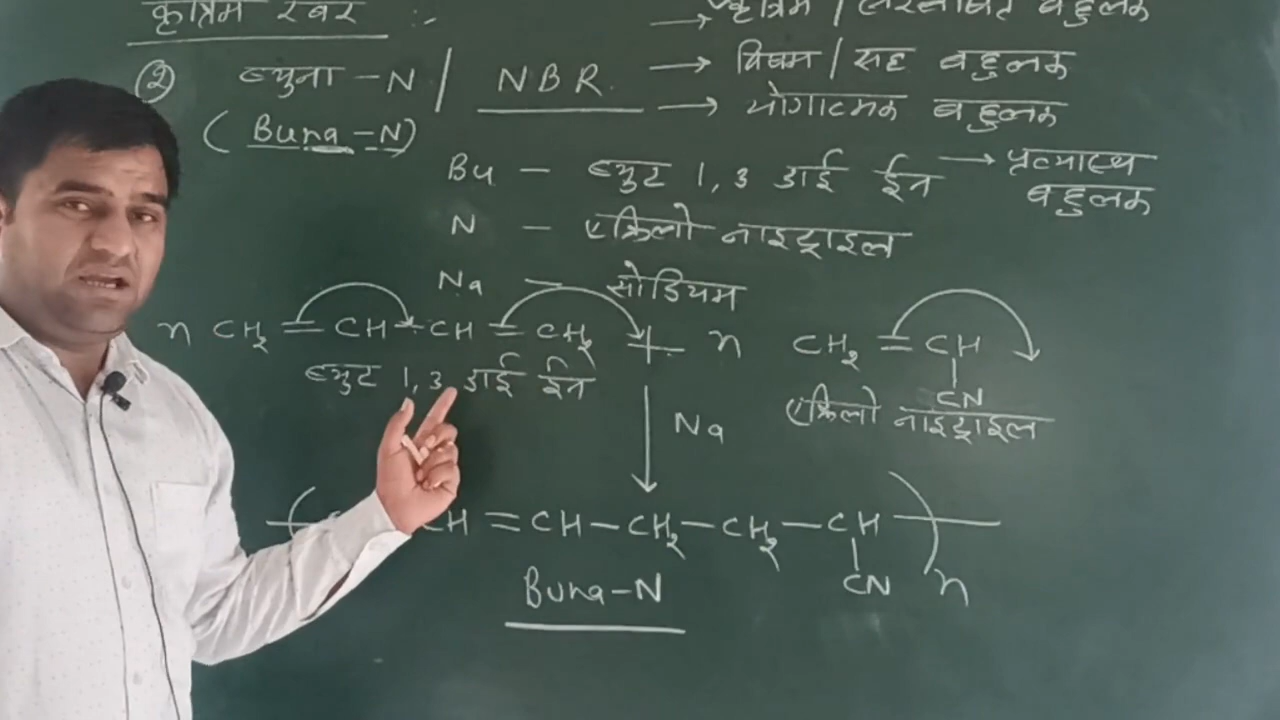 कृत्रिम रबर :-
→ कृत्रिम / संश्लेषित बहुलक
② ब्युना -N / NBR. → विषम / सह बहुलक
(Buna -N) → योगात्मक बहुलक
Bu - ब्युट 1,3 डाई ईन → प्रत्यास्थ
बहुलक
N - एक्रिलो नाइट्राइल
Na - सोडियम
n CH₂ = CH - CH = CH₂ + n CH₂ = CH
CN
ब्युट 1,3 डाई ईन एक्रिलो नाइट्राइल
Na
CH = CH - CH₂ - CH₂ - CH )n
CN
Buna-N